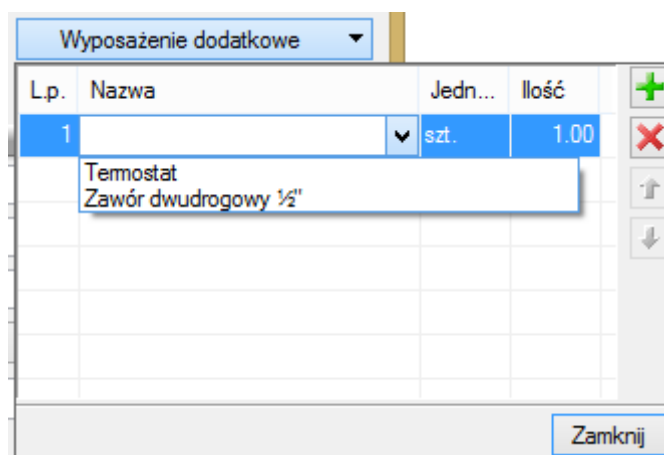 Wyposażenie dodatkowe
L.p. Nazwa Jedn... Ilość
1 szt. 1.00
Termostat
Zawór dwudrogowy ½"
Zamknij